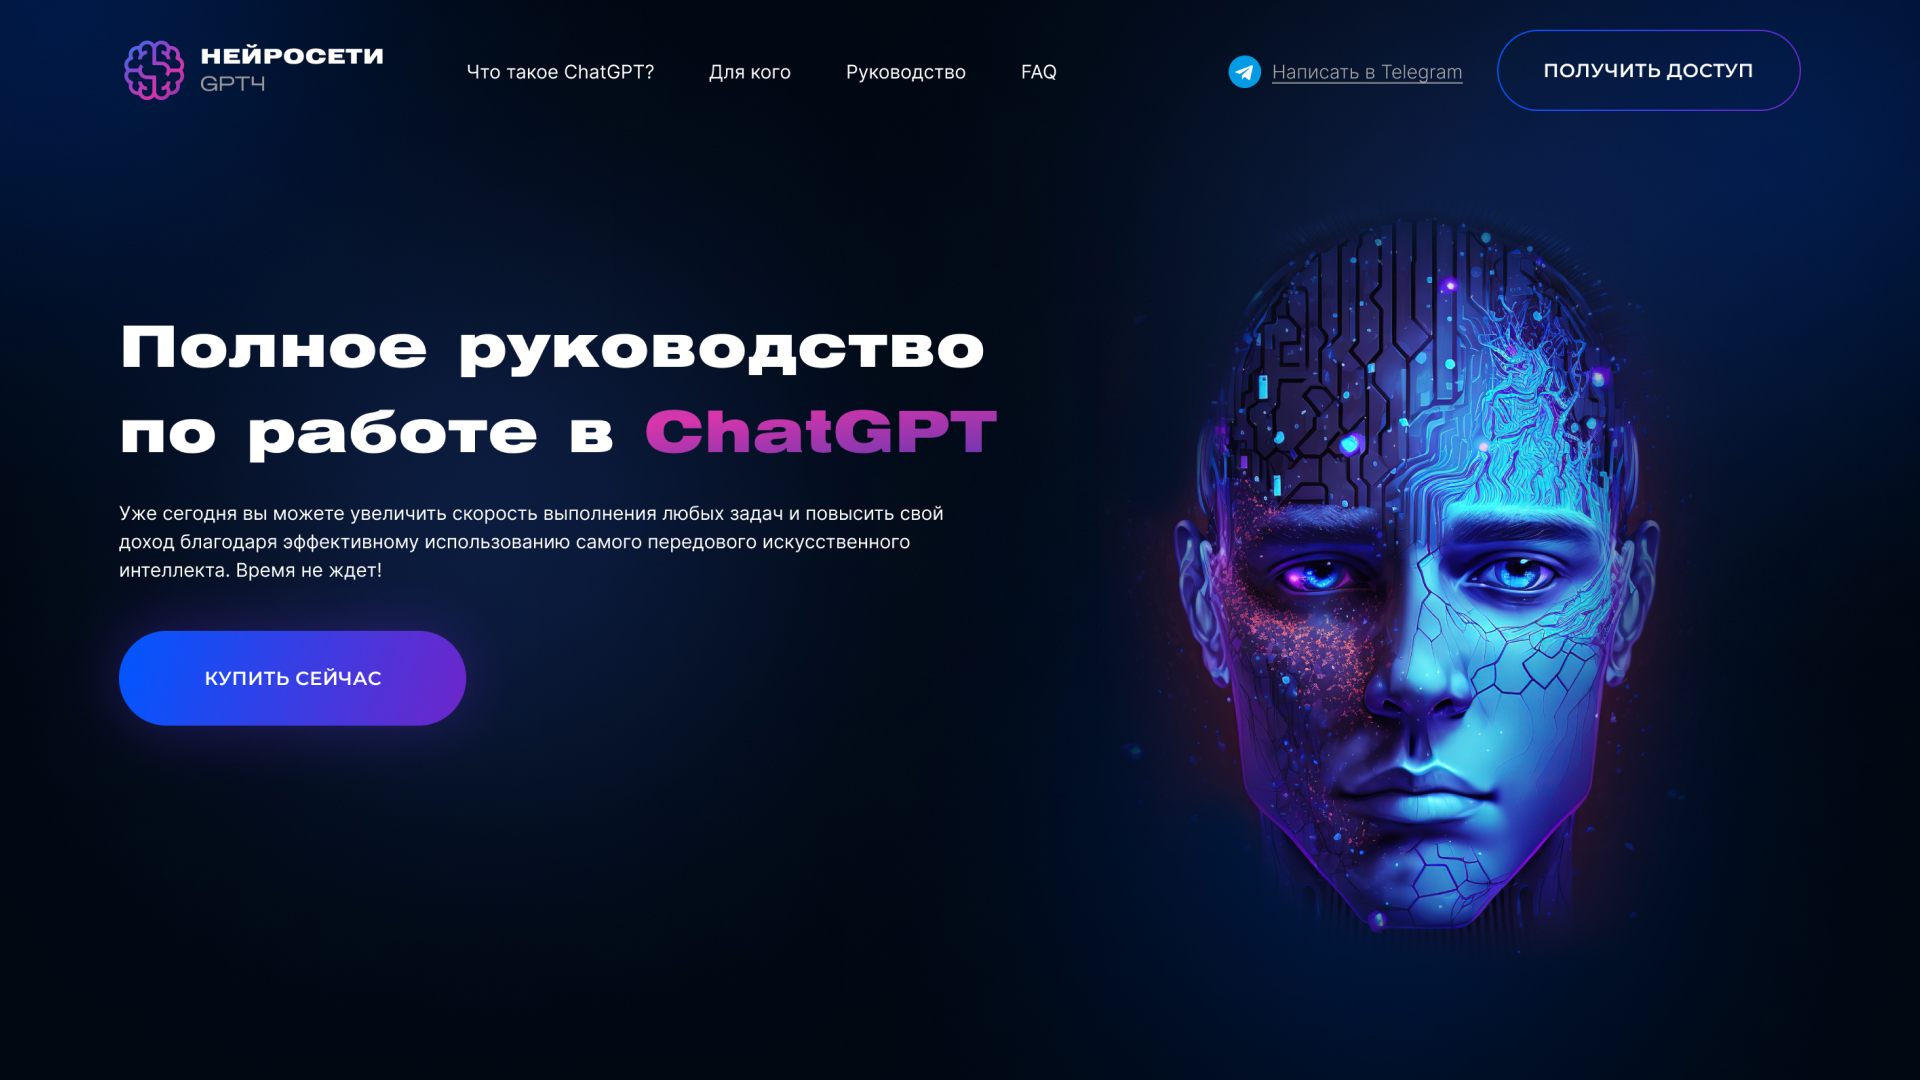 НЕЙРОСЕТИ
GPT4
Что такое ChatGPT?
Для кого
Руководство
FAQ
Написать в Telegram
ПОЛУЧИТЬ ДОСТУП
Полное руководство
по работе в ChatGPT
Уже сегодня вы можете увеличить скорость выполнения любых задач и повысить свой
доход благодаря эффективному использованию самого передового искусственного
интеллекта. Время не ждет!
КУПИТЬ СЕЙЧАС